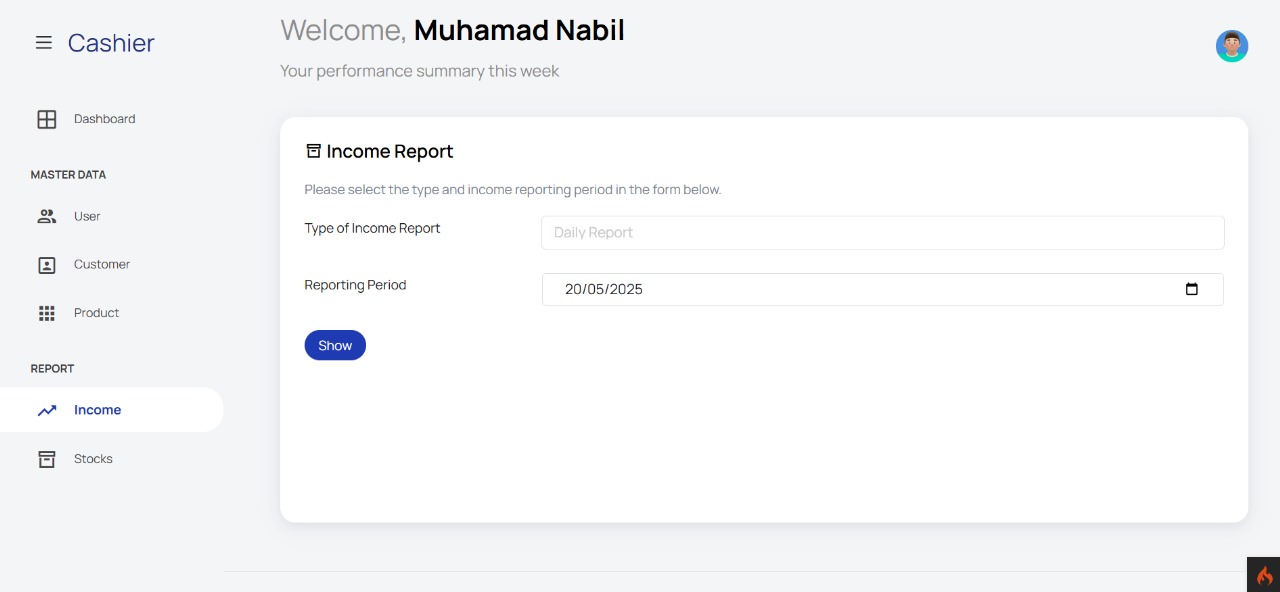 Cashier
Dashboard
MASTER DATA
User
Customer
Product
REPORT
Income
Stocks
Welcome, Muhamad Nabil
Your performance summary this week
Income Report
Please select the type and income reporting period in the form below.
Type of Income Report
Daily Report
Reporting Period
20/05/2025
Show